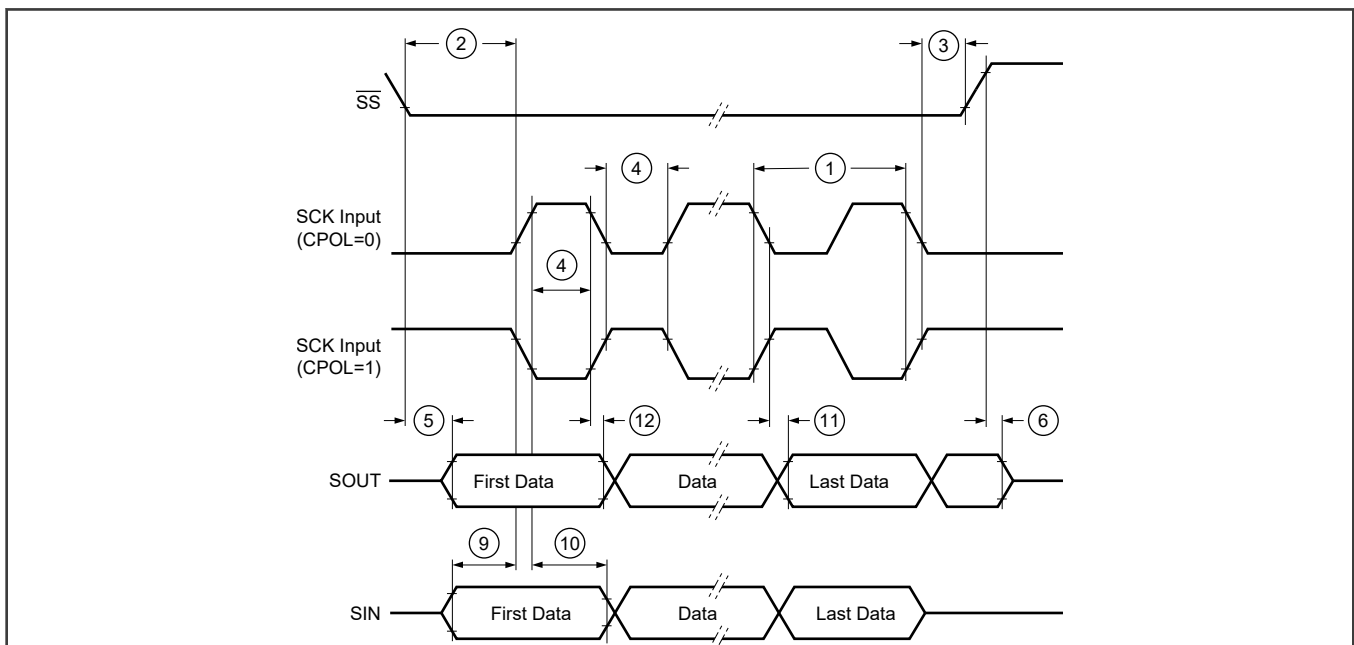 2
3
SS
4
1
SCK Input
(CPOL=0)
4
SCK Input
(CPOL=1)
5
12
11
6
SOUT
First Data
Data
Last Data
9
10
SIN
First Data
Data
Last Data